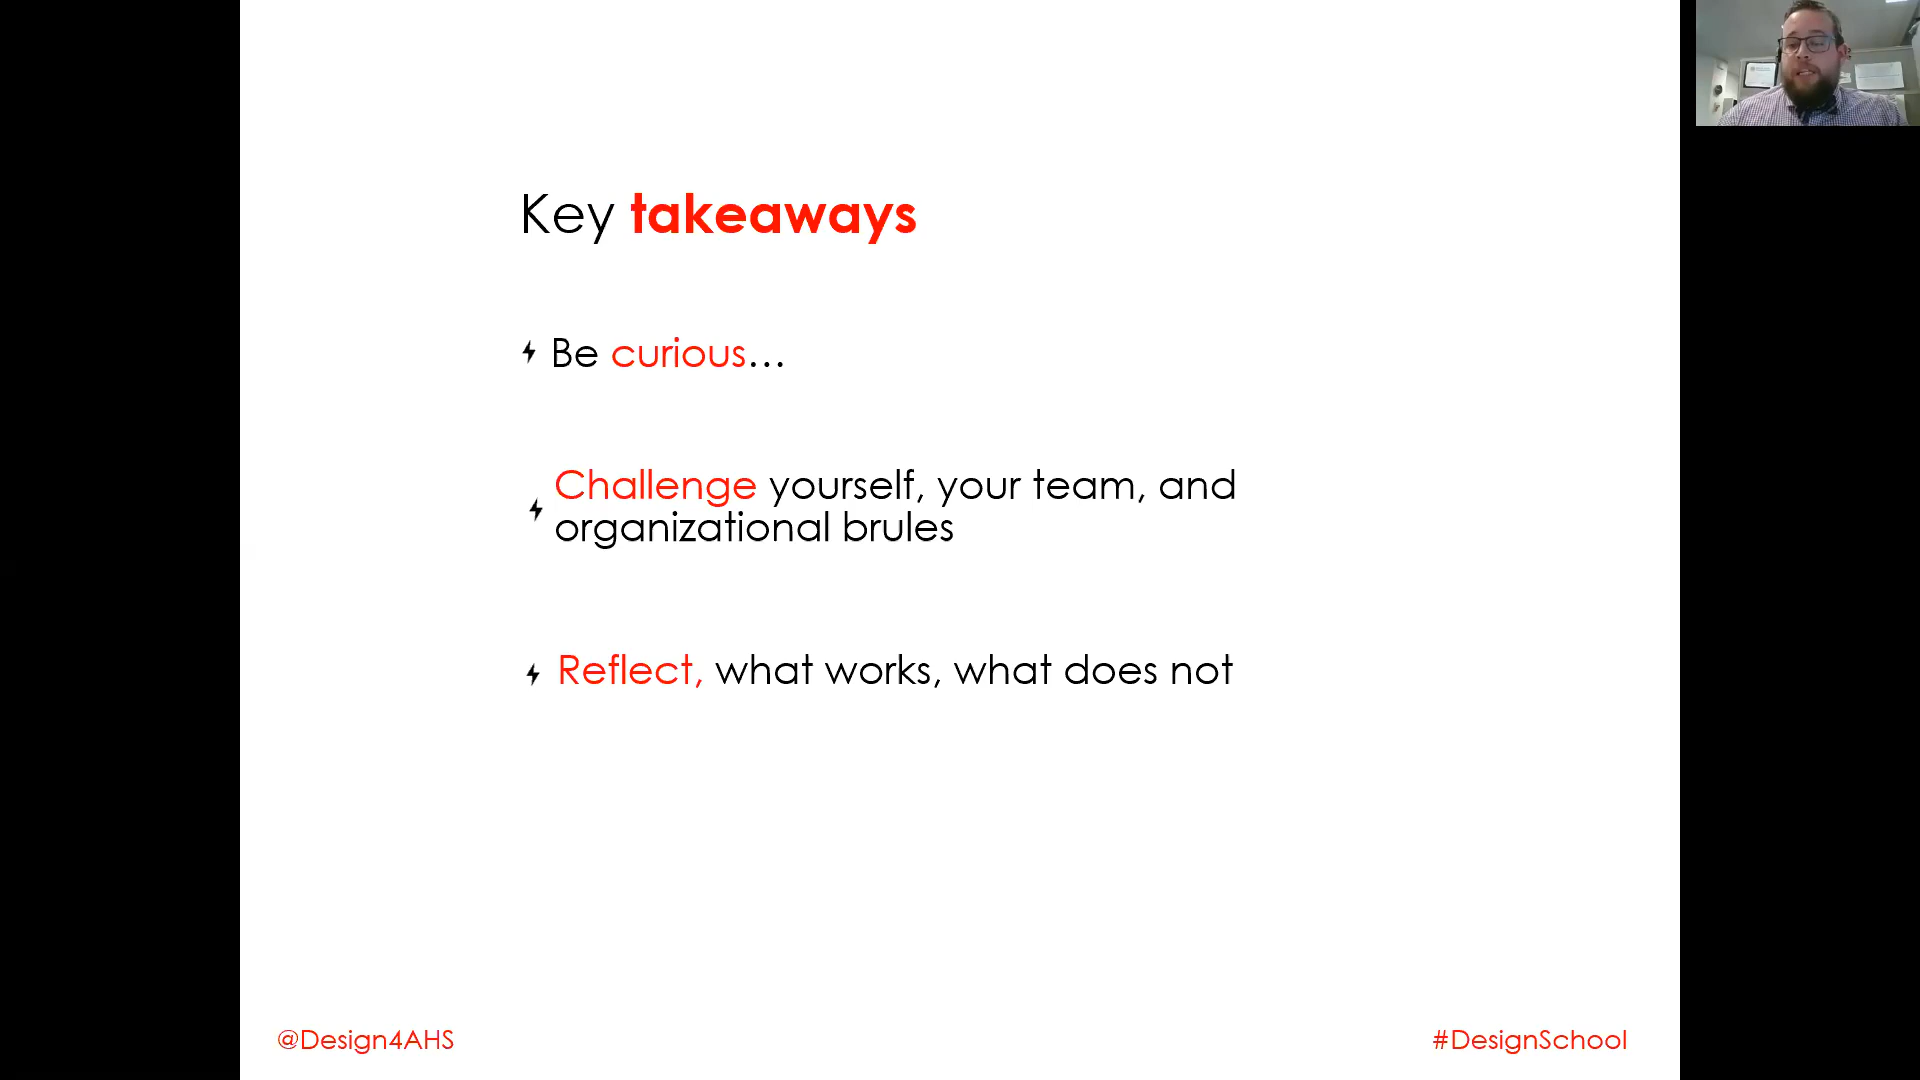 Key takeaways
Be curious…
Challenge yourself, your team, and
organizational brules
Reflect, what works, what does not
@Design4AHS
#DesignSchool